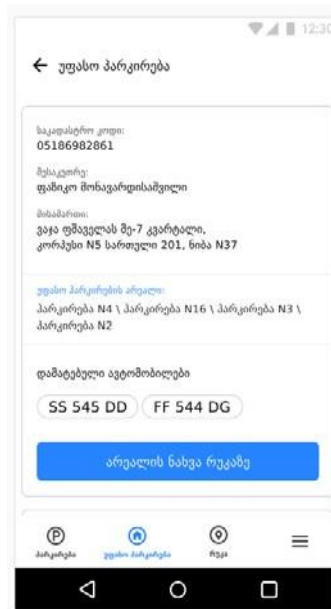 12:30
უფასო პარკირება
საკადასტრო კოდი:
05186982861
მესაკუთრე:
ფაზიკო მონავარდისაშვილი
მისამართი:
ვაჟა ფშაველას მე-7 კვარტალი,
კორპუსი N5 სართული 201, ნიბა N37
უფასო პარკირების არეალი:
პარკირება N4 \ პარკირება N16 \ პარკირება N3 \
პარკირება N2
დამატებული ავტომობილები
SS 545 DD FF 544 DG
არეალის ნახვა რუკაზე
P
პარკირება უფასო პარკირება რუკა